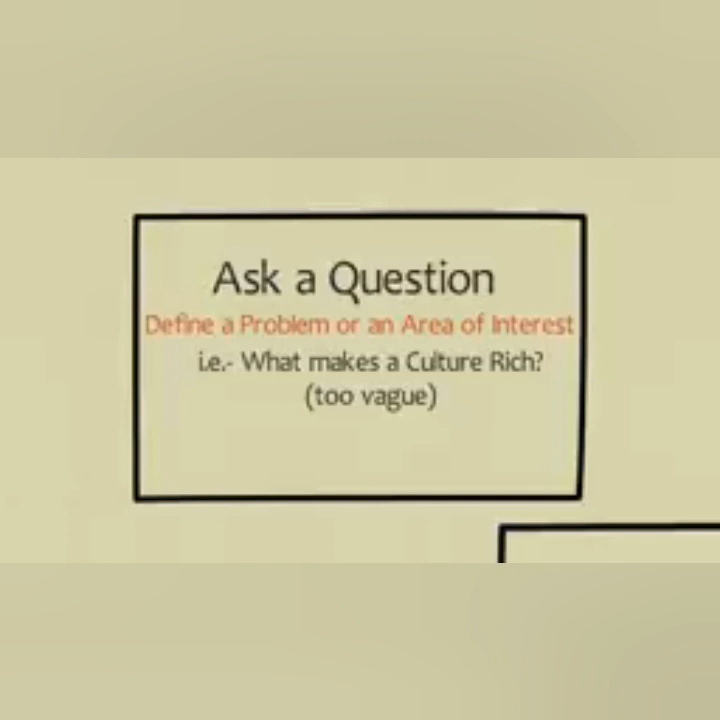 Ask a Question
Define a Problem or an Area of Interest
i.e.- What makes a Culture Rich?
(too vague)